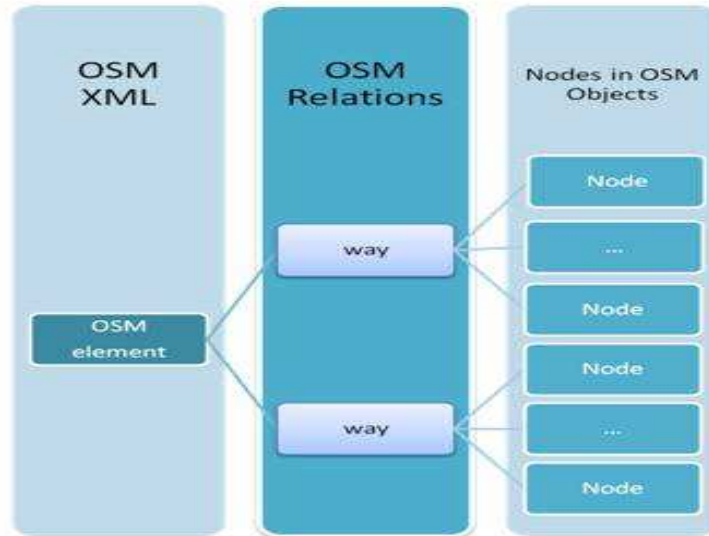 OSM
XML
OSM
Relations
Nodes in OSM
Objects
OSM
element
way
way
Node
...
Node
Node
...
Node